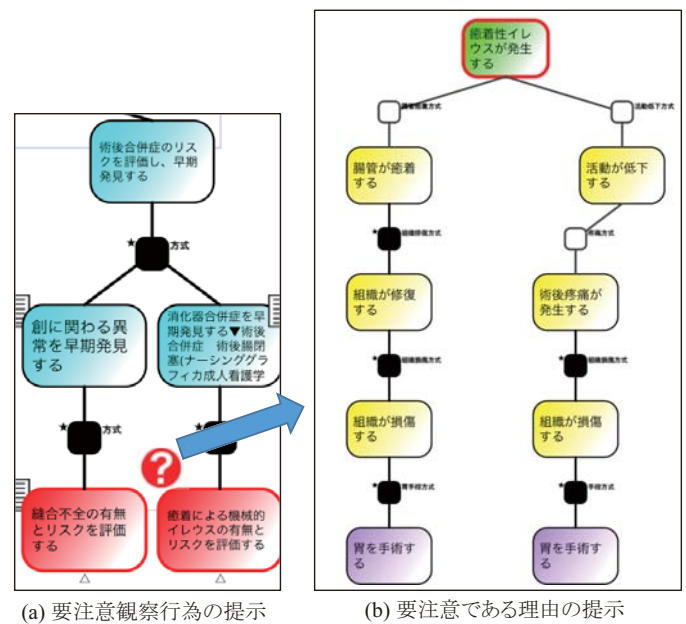 癒着性イレ
ウスが発生
する
癒着方式
活動低下方式
腸管が癒着
する
活動が低下
する
★
組織修復方式
疼痛方式
組織が修復
する
術後疼痛が
発生する
★
組織損傷方式
★
組織損傷方式
組織が損傷
する
組織が損傷
する
★
胃手術方式
★
手術方式
胃を手術す
る
胃を手術す
る
術後合併症のリス
クを評価し、早期
発見する
★
方式
創に関わる異
常を早期発見
する
消化器合併症を早
期発見する▼術後
合併症 術後腸閉
塞(ナーシンググラ
フィカ成人看護学
★
方式
★
方式
?
縫合不全の有無
とリスクを評価
する
癒着による機械的
イレウスの有無と
リスクを評価する
(a) 要注意観察行為の提示
(b) 要注意である理由の提示